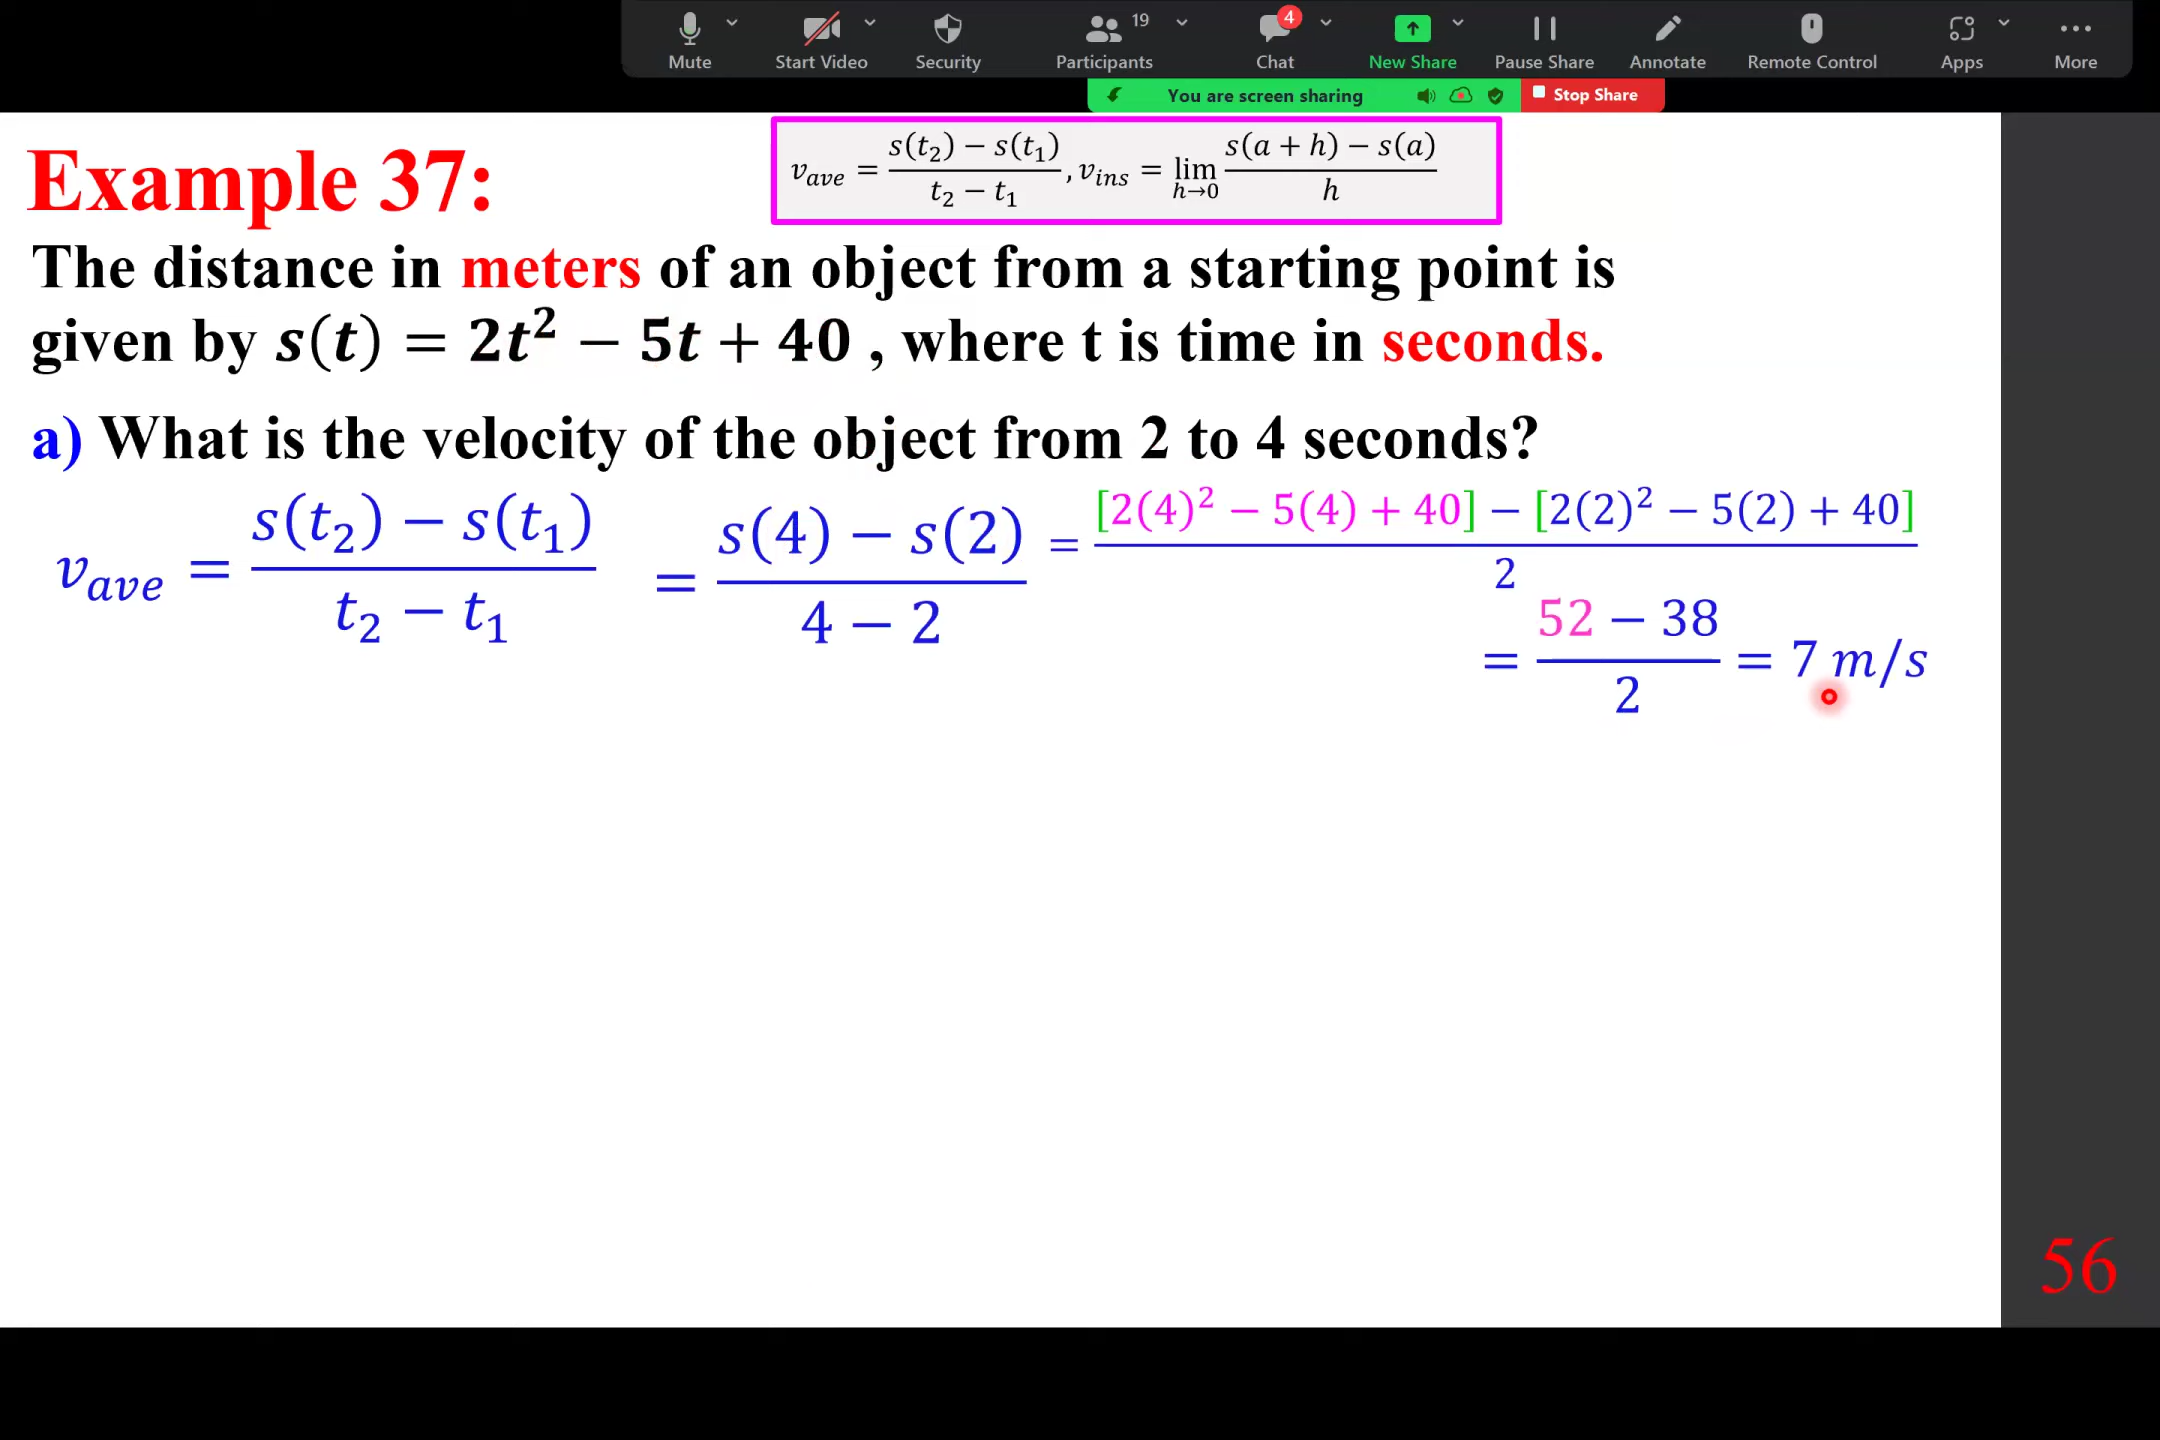 Mute Start Video Security Participants 19 Chat 4 New Share Pause Share Annotate Remote Control Apps More
You are screen sharing Stop Share
Example 37:
v_ave = (s(t₂) − s(t₁))/(t₂ − t₁), v_ins = lim_{h→0} (s(a + h) − s(a))/h
The distance in meters of an object from a starting point is
given by s(t) = 2t² − 5t + 40 , where t is time in seconds.
a) What is the velocity of the object from 2 to 4 seconds?
v_ave = (s(t₂) − s(t₁))/(t₂ − t₁) = (s(4) − s(2))/(4 − 2) = ([2(4)² − 5(4) + 40] − [2(2)² − 5(2) + 40])/2
= (52 − 38)/2 = 7 m/s
56